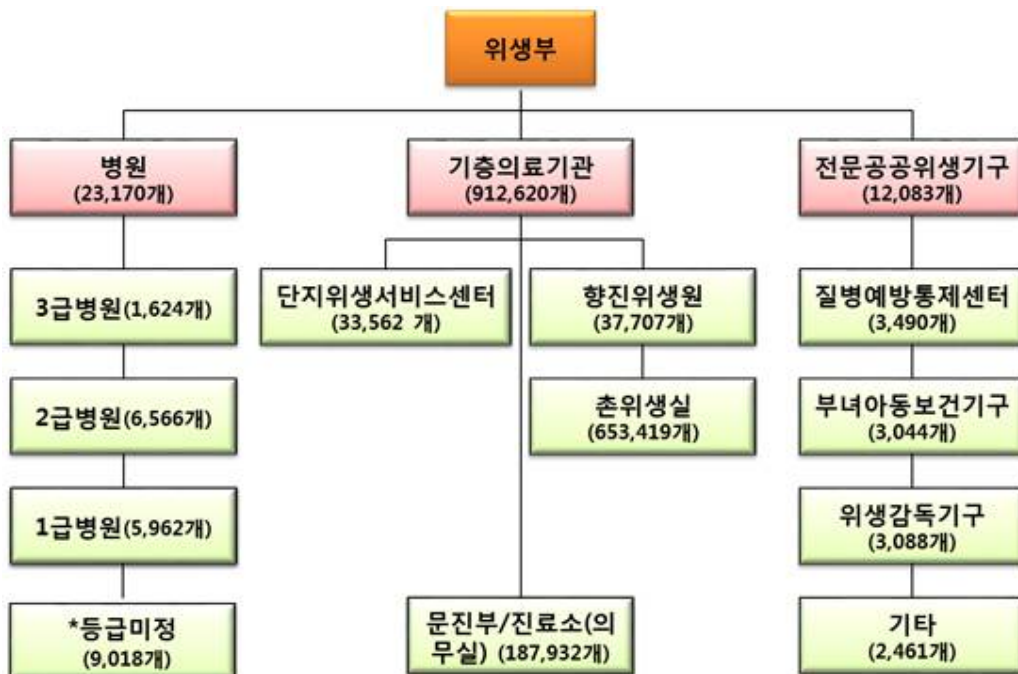 위생부
병원
(23,170개)
기층의료기관
(912,620개)
전문공공위생기구
(12,083개)
3급병원(1,624개)
단지위생서비스센터
(33,562 개)
향진위생원
(37,707개)
질병예방통제센터
(3,490개)
2급병원(6,566개)
촌위생실
(653,419개)
부녀아동보건기구
(3,044개)
1급병원(5,962개)
위생감독기구
(3,088개)
*등급미정
(9,018개)
문진부/진료소(의
무실) (187,932개)
기타
(2,461개)